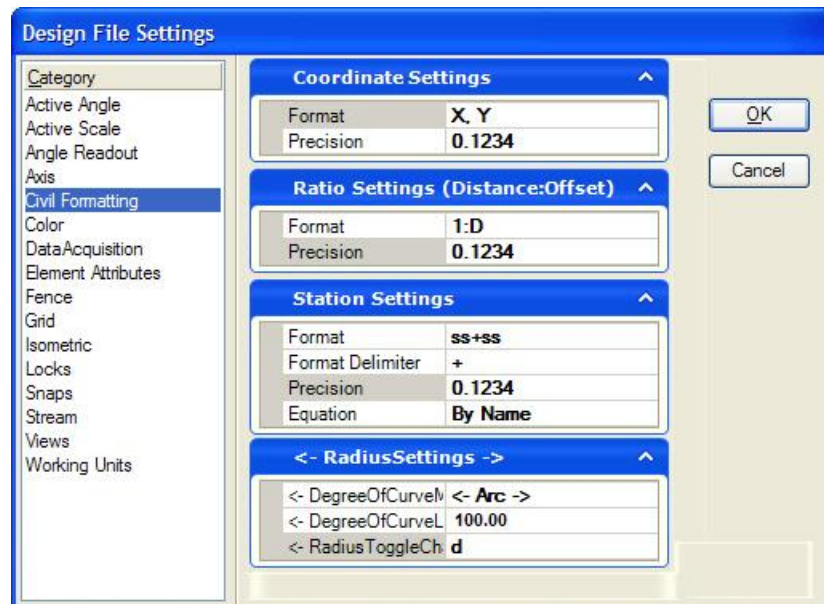 Design File Settings
Category
Active Angle
Active Scale
Angle Readout
Axis
Civil Formatting
Color
DataAcquisition
Element Attributes
Fence
Grid
Isometric
Locks
Snaps
Stream
Views
Working Units
Coordinate Settings
Format X, Y
Precision 0.1234
Ratio Settings (Distance:Offset)
Format 1:D
Precision 0.1234
Station Settings
Format ss+ss
Format Delimiter +
Precision 0.1234
Equation By Name
<- RadiusSettings ->
<- DegreeOfCurveM <- Arc ->
<- DegreeOfCurveL 100.00
<- RadiusToggleCh d
OK
Cancel